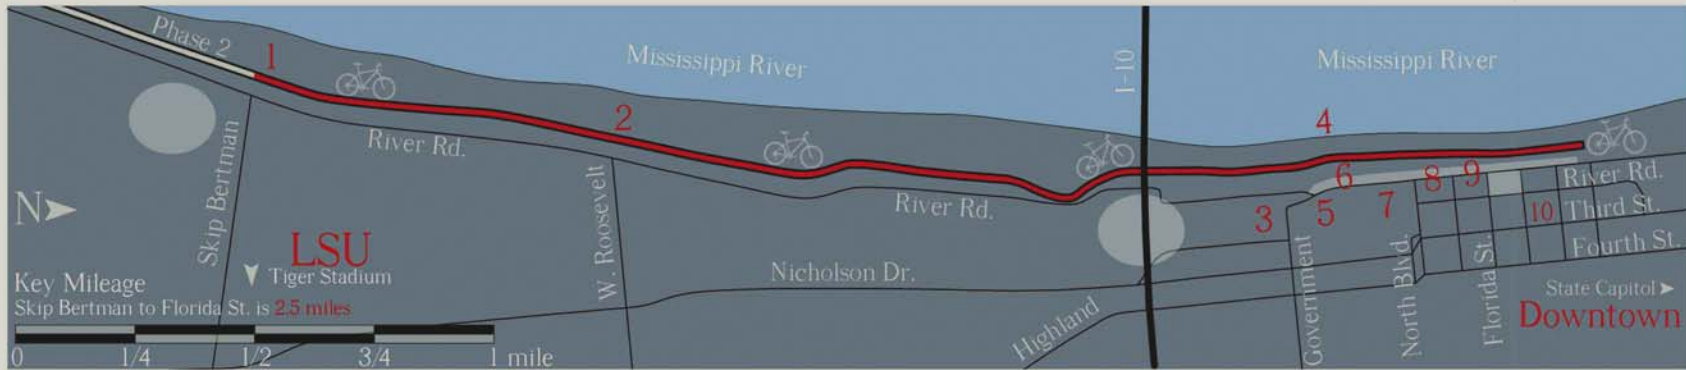 Phase 2
1
Mississippi River
I-10
Mississippi River
2
4
River Rd.
Skip Bertman
W. Roosevelt
River Rd.
3
6
5
7
8
9
10
River Rd.
Third St.
Fourth St.
N
LSU
Tiger Stadium
Nicholson Dr.
Highland
Government
North Blvd.
Florida St.
State Capitol
Downtown
Key Mileage
Skip Bertman to Florida St. is 2.5 miles
0 1/4 1/2 3/4 1 mile